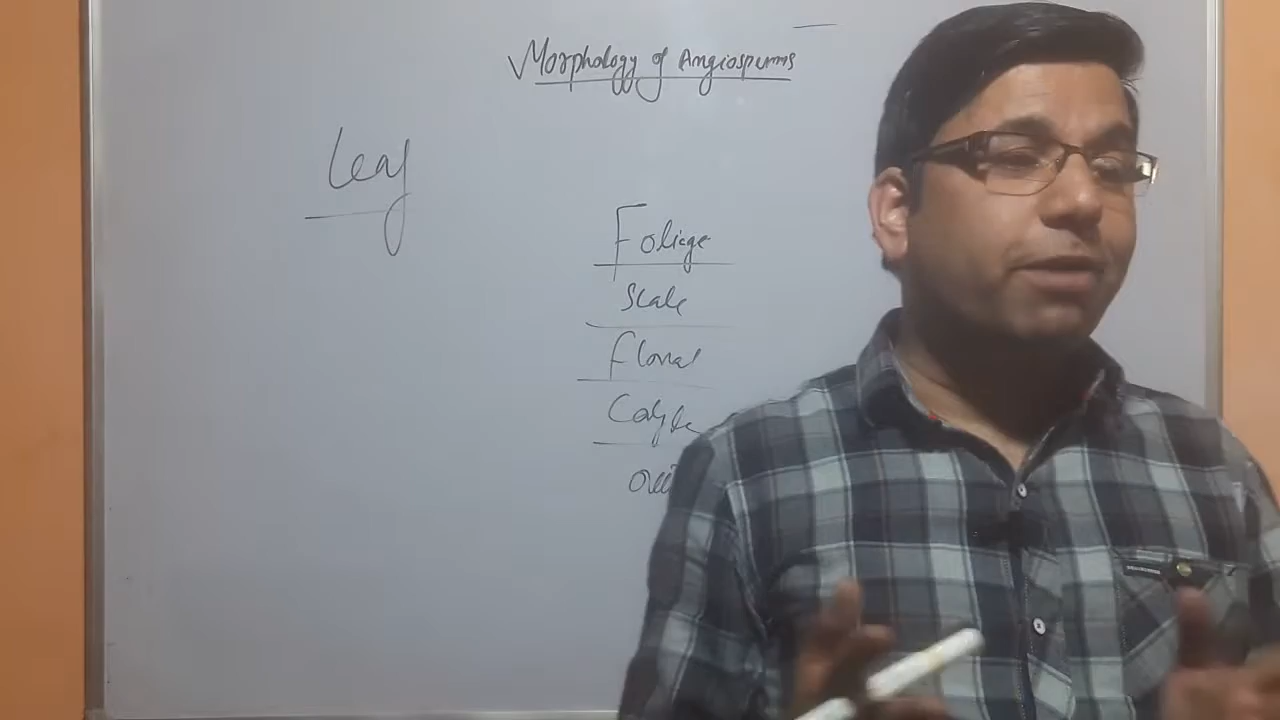 Morphology of Angiosperms
Leaf
Foliage
Scale
Floral